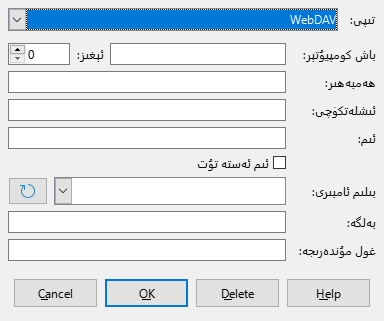 تىپى: WebDAV
باش كومپيۇتېر: ئېغىز: 0
ھەمبەھىر:
ئىشلەتكۈچى:
ئىم:
ئىم ئەستە تۇت
بىلىم ئامبىرى:
بەلگە:
غول مۇندەرىجە:
Cancel OK Delete Help